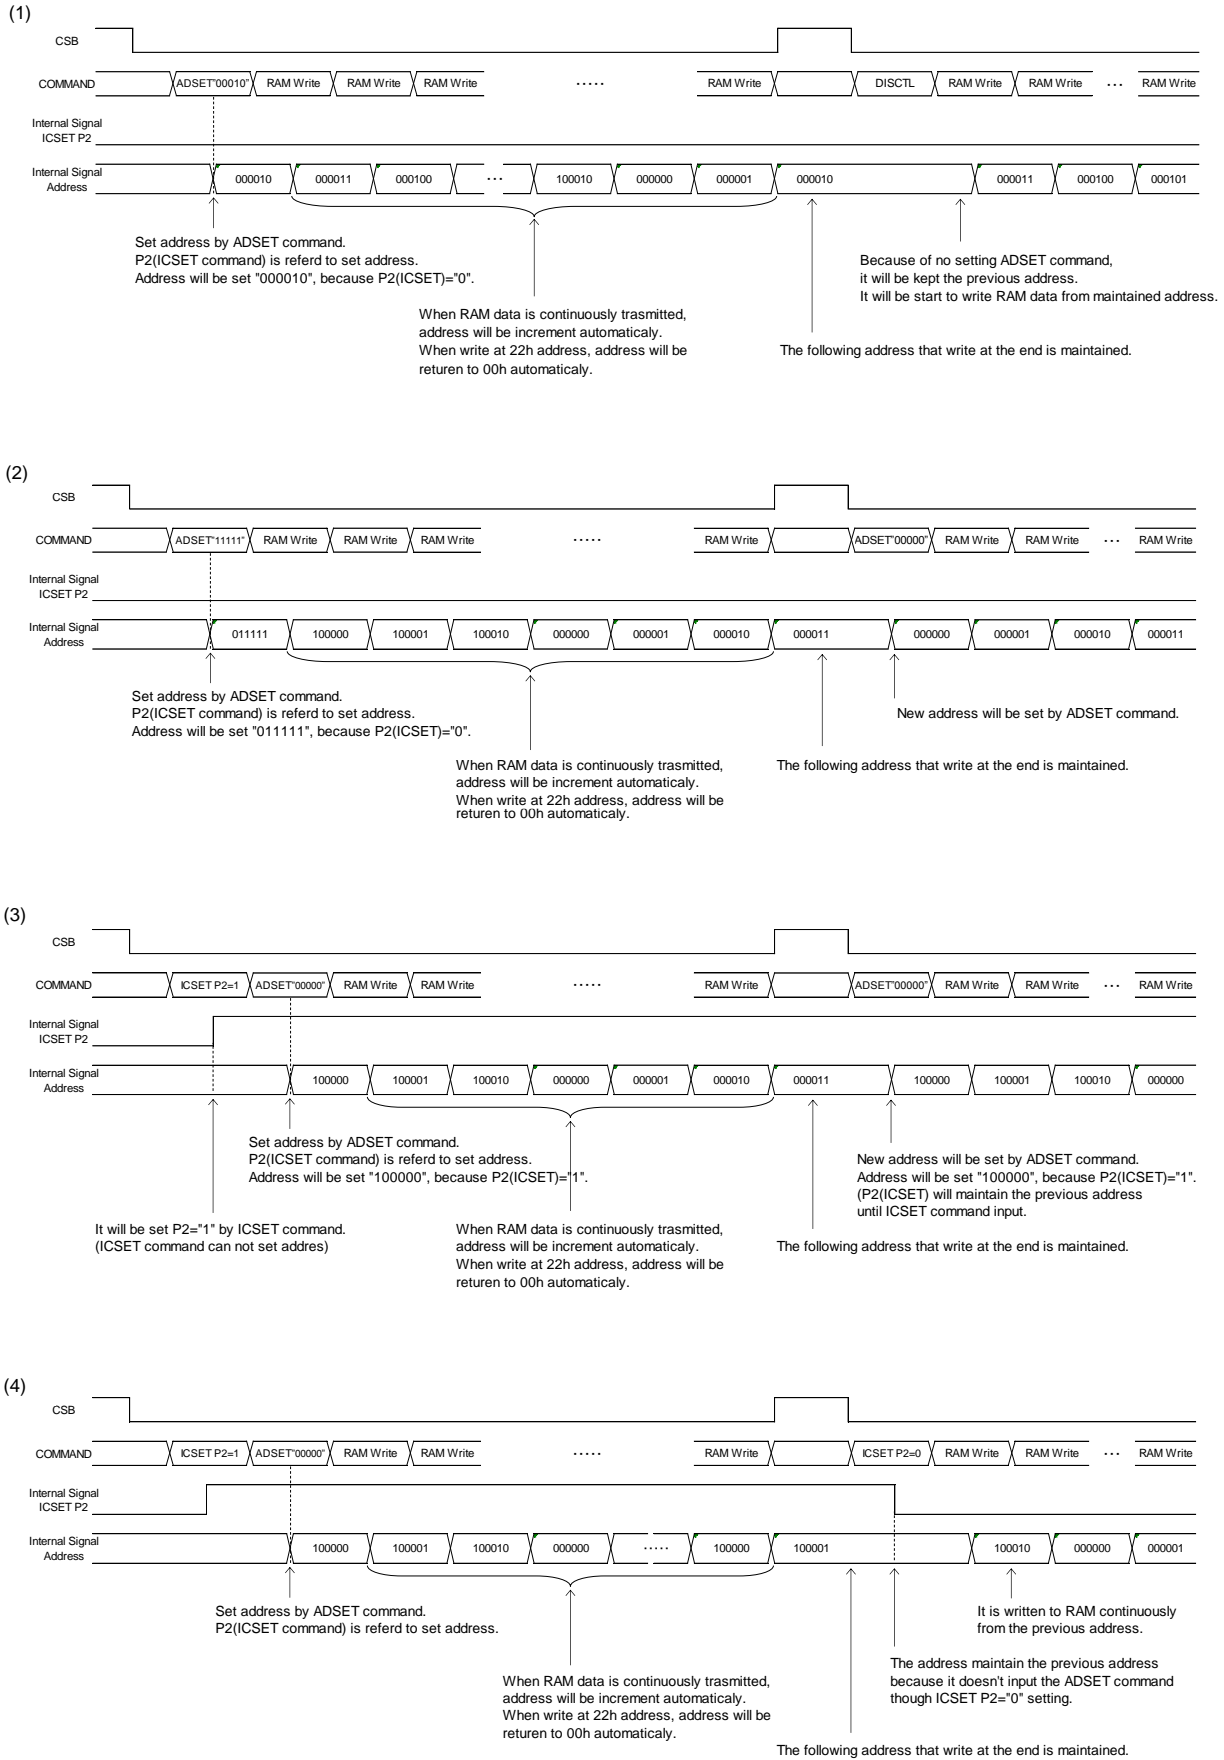 (1)
CSB
COMMAND ADSET"00010" RAM Write RAM Write RAM Write ····· RAM Write DISCTL RAM Write RAM Write ··· RAM Write
Internal Signal
ICSET P2
Internal Signal
Address
000010 000011 000100 ··· 100010 000000 000001 000010 000011 000100 000101
Set address by ADSET command.
P2(ICSET command) is referd to set address.
Address will be set "000010", because P2(ICSET)="0".
When RAM data is continuously trasmitted,
address will be increment automaticaly.
When write at 22h address, address will be
returen to 00h automaticaly.
Because of no setting ADSET command,
it will be kept the previous address.
It will be start to write RAM data from maintained address.
The following address that write at the end is maintained.
(2)
CSB
COMMAND ADSET"11111" RAM Write RAM Write RAM Write ····· RAM Write ADSET"00000" RAM Write RAM Write ··· RAM Write
Internal Signal
ICSET P2
Internal Signal
Address
011111 100000 100001 100010 000000 000001 000010 000011 000000 000001 000010 000011
Set address by ADSET command.
P2(ICSET command) is referd to set address.
Address will be set "011111", because P2(ICSET)="0".
New address will be set by ADSET command.
When RAM data is continuously trasmitted,
address will be increment automaticaly.
When write at 22h address, address will be
returen to 00h automaticaly.
The following address that write at the end is maintained.
(3)
CSB
COMMAND ICSET P2=1 ADSET"00000" RAM Write RAM Write ····· RAM Write ADSET"00000" RAM Write RAM Write ··· RAM Write
Internal Signal
ICSET P2
Internal Signal
Address
100000 100001 100010 000000 000001 000010 000011 100000 100001 100010 000000
Set address by ADSET command.
P2(ICSET command) is referd to set address.
Address will be set "100000", because P2(ICSET)="1".
New address will be set by ADSET command.
Address will be set "100000", because P2(ICSET)="1".
(P2(ICSET) will maintain the previous address
until ICSET command input.
It will be set P2="1" by ICSET command.
(ICSET command can not set addres)
When RAM data is continuously trasmitted,
address will be increment automaticaly.
When write at 22h address, address will be
returen to 00h automaticaly.
The following address that write at the end is maintained.
(4)
CSB
COMMAND ICSET P2=1 ADSET"00000" RAM Write RAM Write ····· RAM Write ICSET P2=0 RAM Write RAM Write ··· RAM Write
Internal Signal
ICSET P2
Internal Signal
Address
100000 100001 100010 000000 ····· 100000 100001 100010 000000 000001
Set address by ADSET command.
P2(ICSET command) is referd to set address.
It is written to RAM continuously
from the previous address.
When RAM data is continuously trasmitted,
address will be increment automaticaly.
When write at 22h address, address will be
returen to 00h automaticaly.
The address maintain the previous address
because it doesn't input the ADSET command
though ICSET P2="0" setting.
The following address that write at the end is maintained.